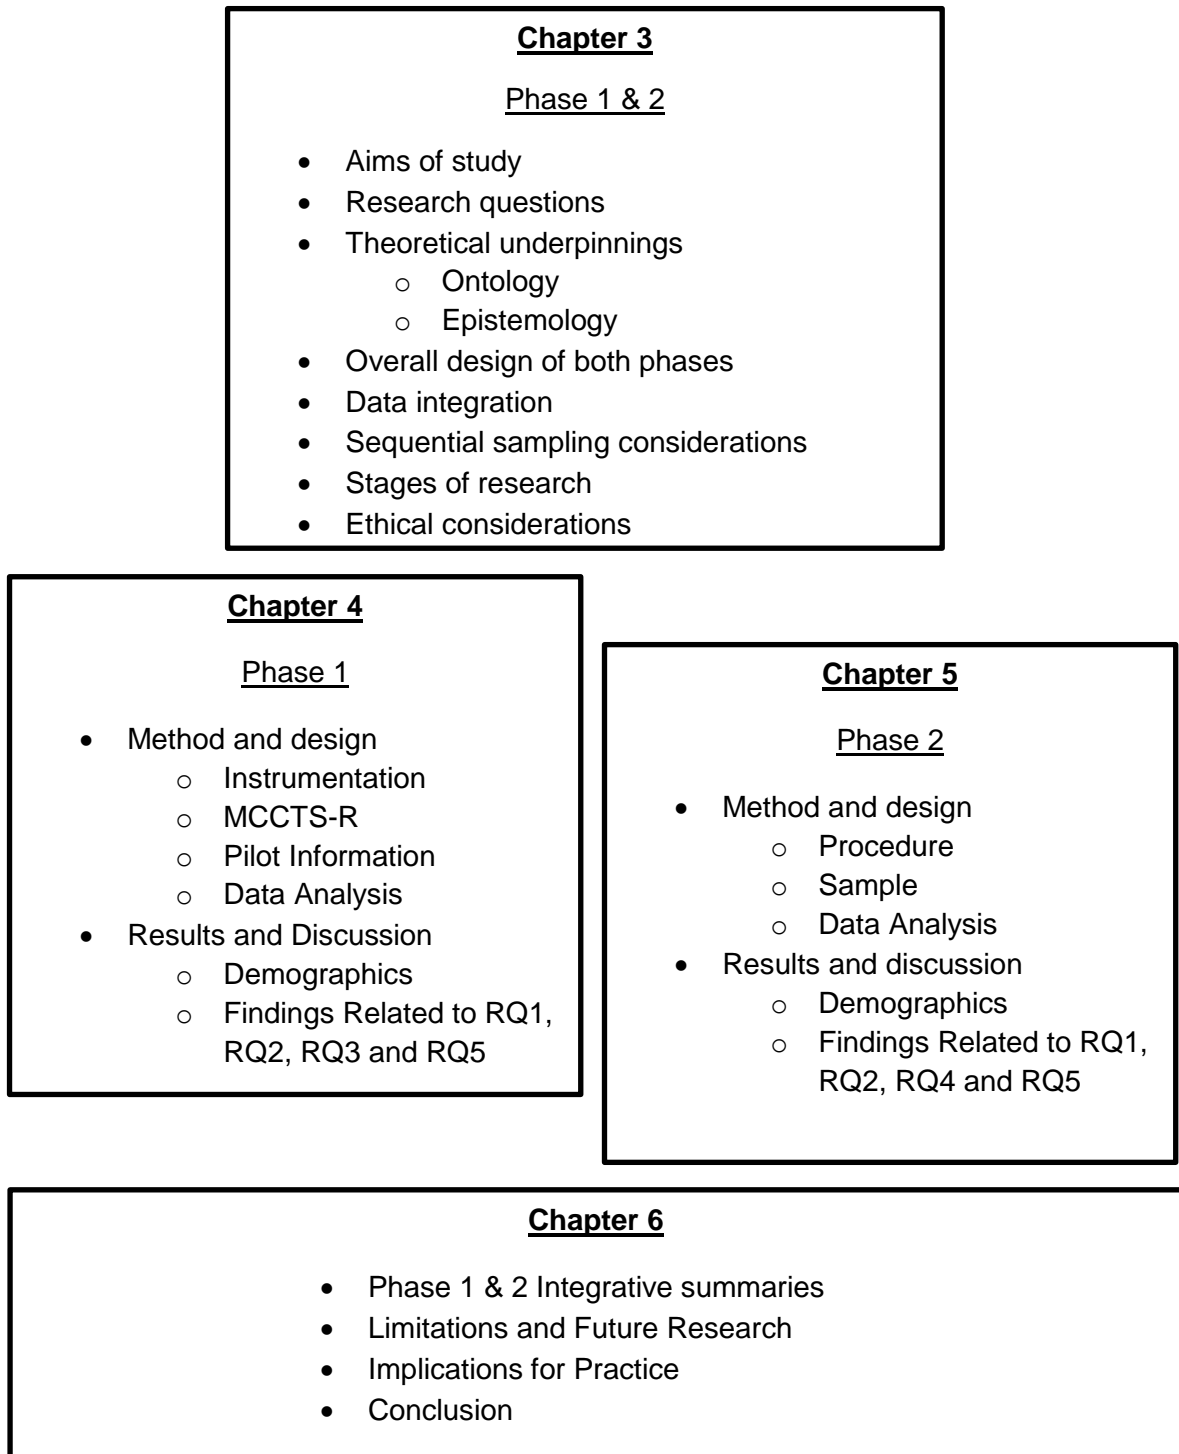 Chapter 3
Phase 1 & 2
• Aims of study
• Research questions
• Theoretical underpinnings
o Ontology
o Epistemology
• Overall design of both phases
• Data integration
• Sequential sampling considerations
• Stages of research
• Ethical considerations
Chapter 4
Phase 1
• Method and design
o Instrumentation
o MCCTS-R
o Pilot Information
o Data Analysis
• Results and Discussion
o Demographics
o Findings Related to RQ1,
RQ2, RQ3 and RQ5
Chapter 5
Phase 2
• Method and design
o Procedure
o Sample
o Data Analysis
• Results and discussion
o Demographics
o Findings Related to RQ1,
RQ2, RQ4 and RQ5
Chapter 6
• Phase 1 & 2 Integrative summaries
• Limitations and Future Research
• Implications for Practice
• Conclusion